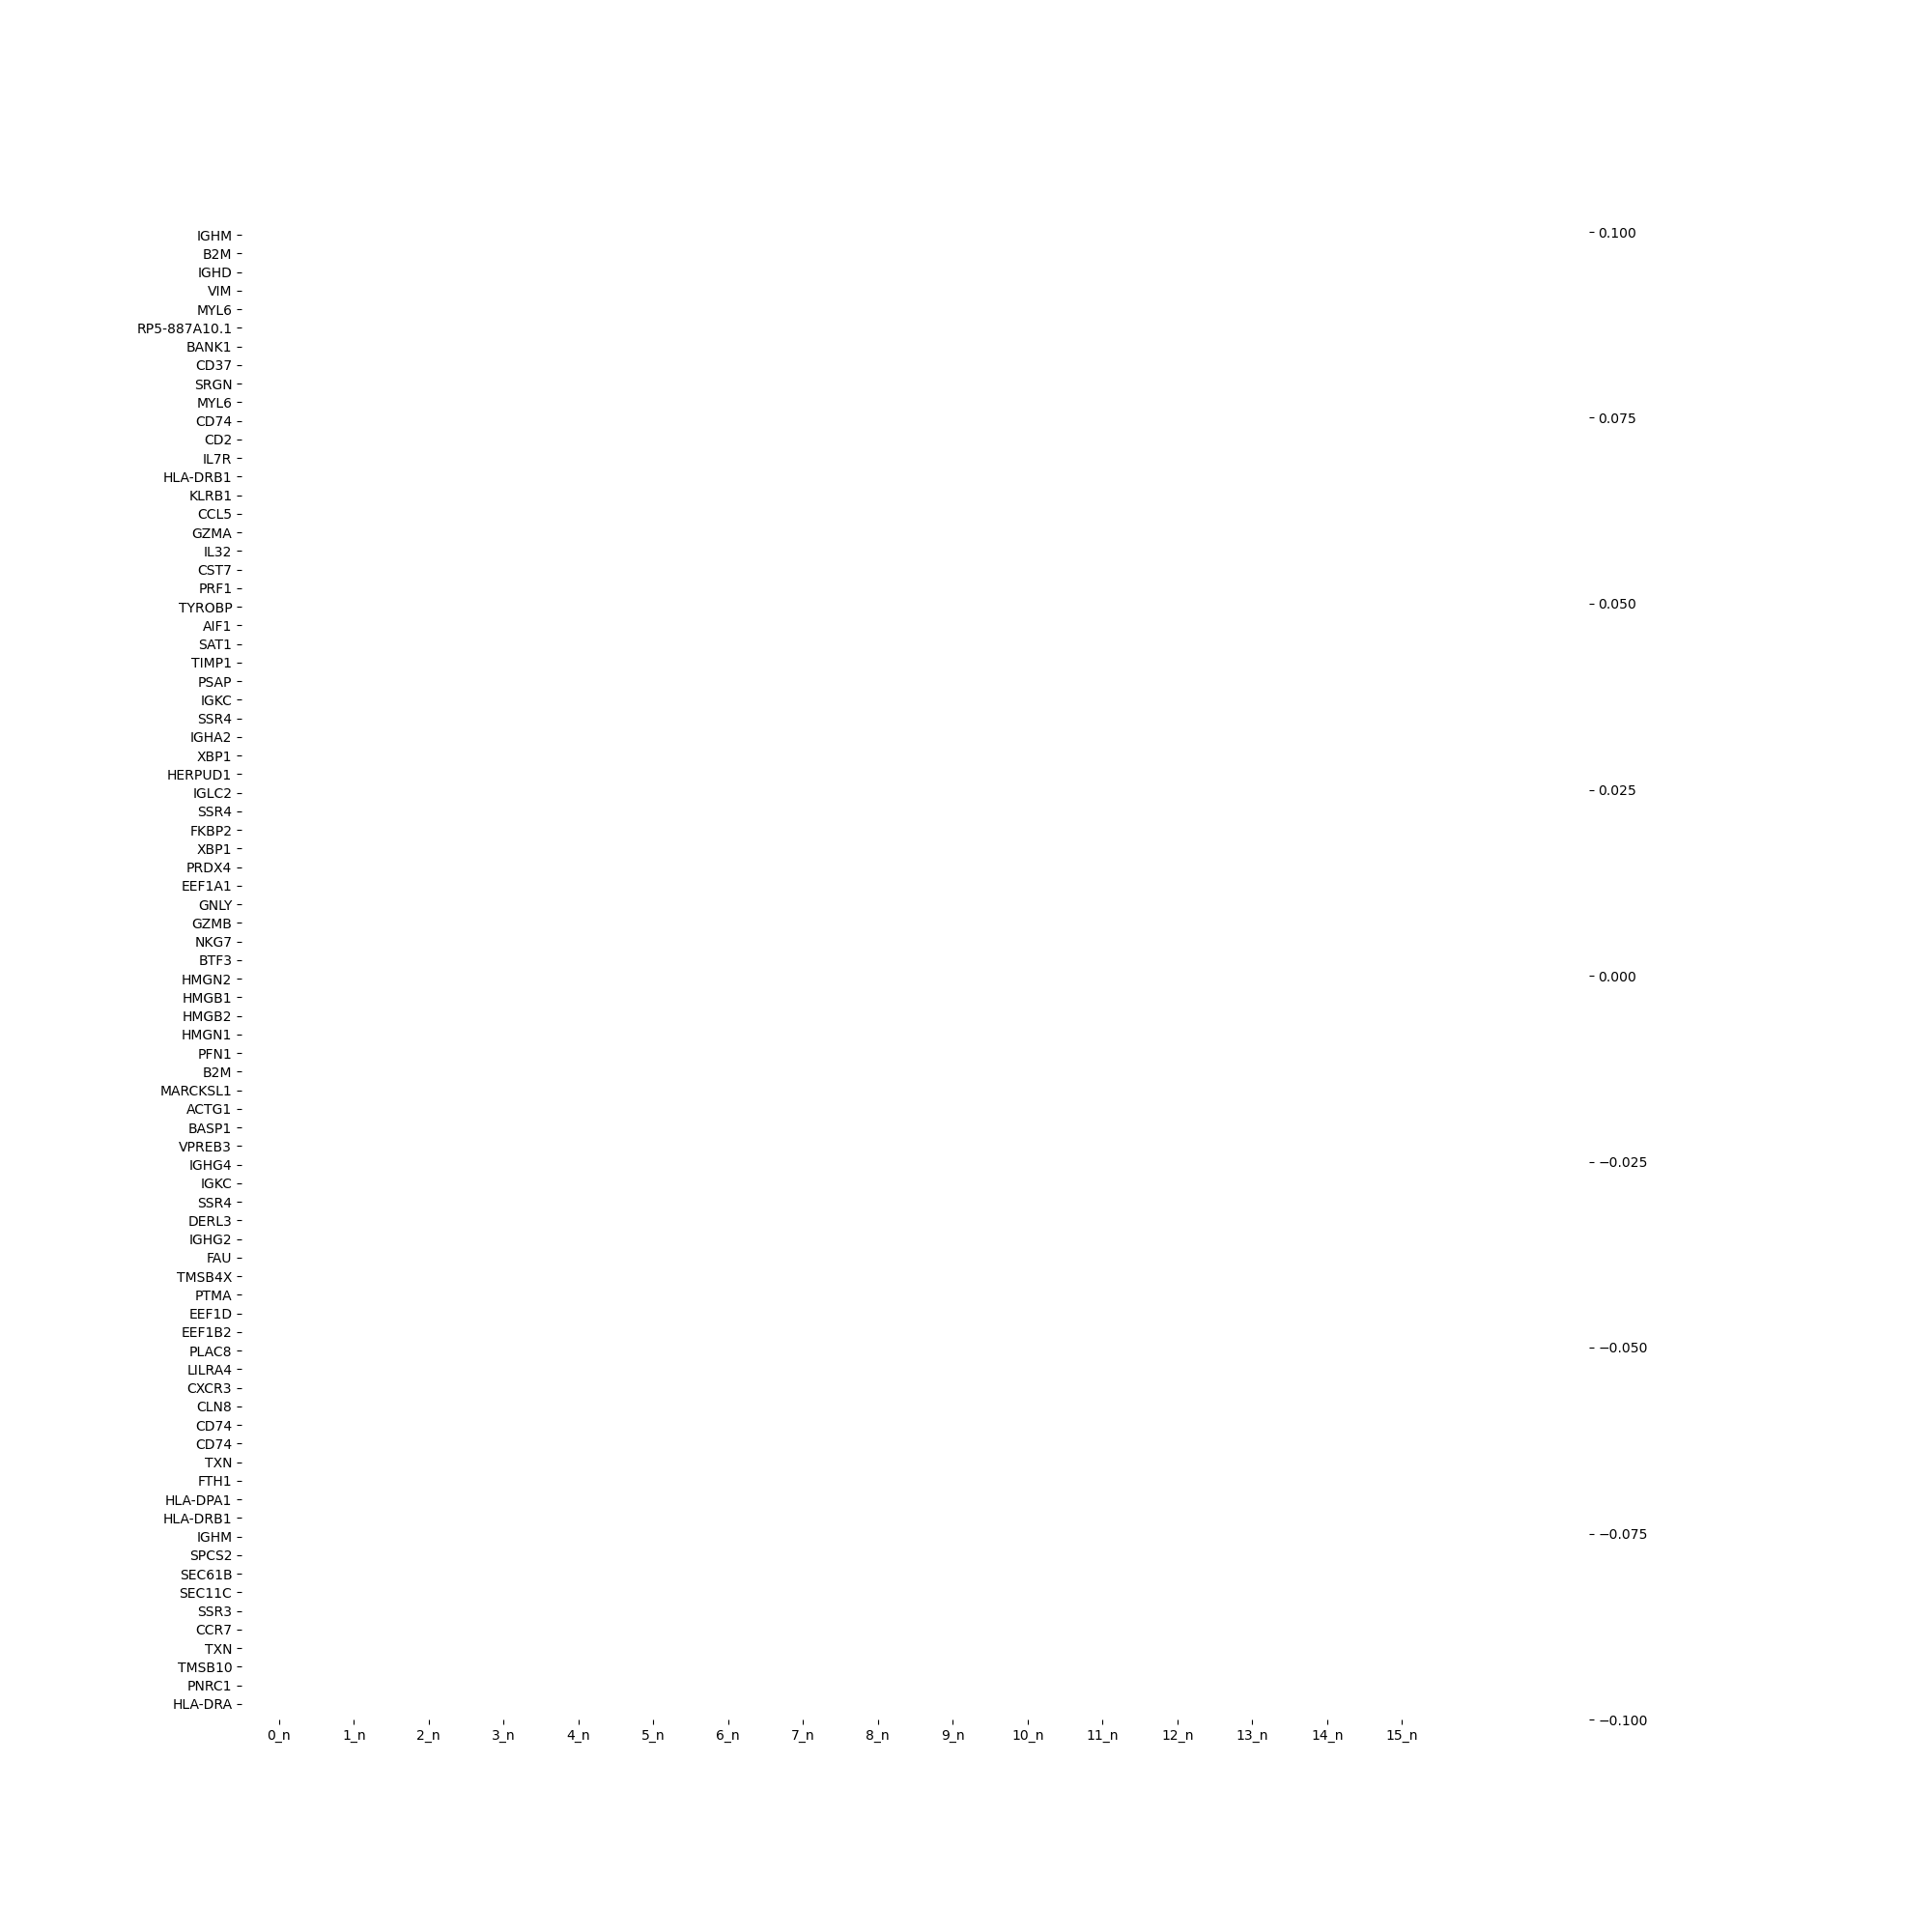 IGHM
B2M
IGHD
VIM
MYL6
RP5-887A10.1
BANK1
CD37
SRGN
MYL6
CD74
CD2
IL7R
HLA-DRB1
KLRB1
CCL5
GZMA
IL32
CST7
PRF1
TYROBP
AIF1
SAT1
TIMP1
PSAP
IGKC
SSR4
IGHA2
XBP1
HERPUD1
IGLC2
SSR4
FKBP2
XBP1
PRDX4
EEF1A1
GNLY
GZMB
NKG7
BTF3
HMGN2
HMGB1
HMGB2
HMGN1
PFN1
B2M
MARCKSL1
ACTG1
BASP1
VPREB3
IGHG4
IGKC
SSR4
DERL3
IGHG2
FAU
TMSB4X
PTMA
EEF1D
EEF1B2
PLAC8
LILRA4
CXCR3
CLN8
CD74
CD74
TXN
FTH1
HLA-DPA1
HLA-DRB1
IGHM
SPCS2
SEC61B
SEC11C
SSR3
CCR7
TXN
TMSB10
PNRC1
HLA-DRA
0_n 1_n 2_n 3_n 4_n 5_n 6_n 7_n 8_n 9_n 10_n 11_n 12_n 13_n 14_n 15_n
0.100
0.075
0.050
0.025
0.000
−0.025
−0.050
−0.075
−0.100